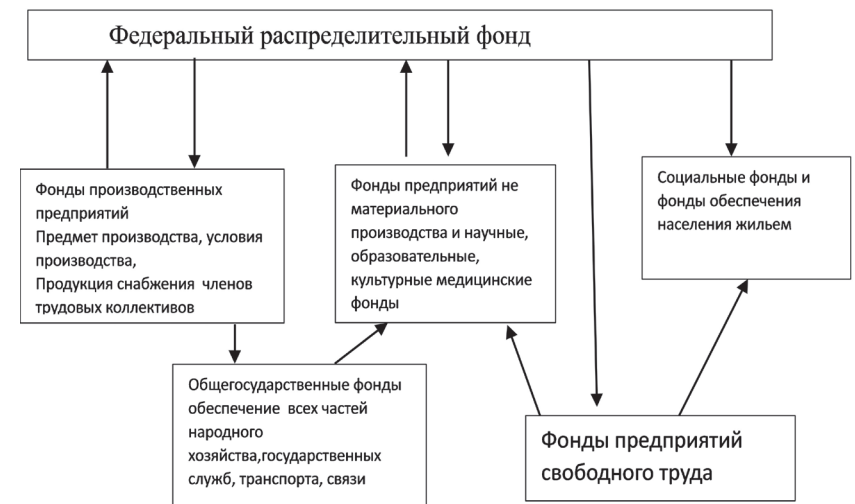 Федеральный распределительный фонд
Фонды производственных
предприятий
Предмет производства, условия
производства,
Продукция снабжения членов
трудовых коллективов
Фонды предприятий не
материального
производства и научные,
образовательные,
культурные медицинские
фонды
Социальные фонды и
фонды обеспечения
населения жильем
Общегосударственные фонды
обеспечение всех частей
народного
хозяйства,государственных
служб, транспорта, связи
Фонды предприятий
свободного труда